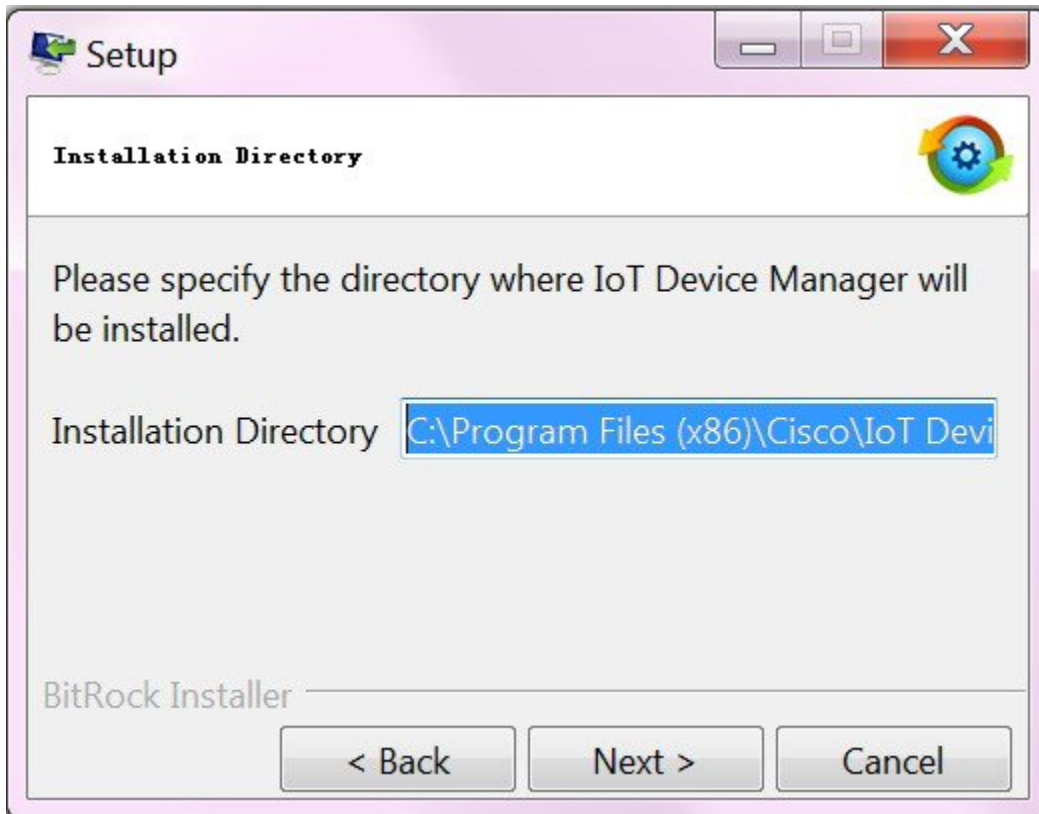 Setup
Installation Directory
Please specify the directory where IoT Device Manager will
be installed.
Installation Directory C:\Program Files (x86)\Cisco\IoT Devi
BitRock Installer
< Back Next > Cancel